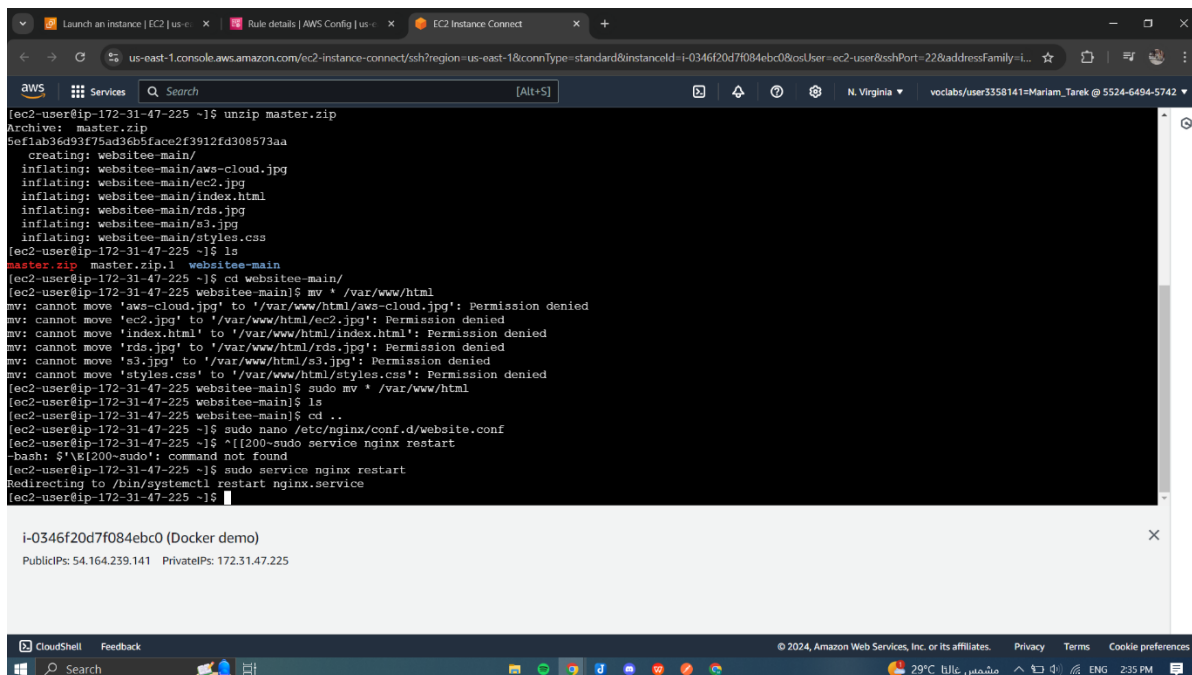 Launch an instance | EC2 | us-e
Rule details | AWS Config | us-e
EC2 Instance Connect
us-east-1.console.aws.amazon.com/ec2-instance-connect/ssh?region=us-east-1&connType=standard&instanceId=i-0346f20d7f084ebc0&osUser=ec2-user&sshPort=22&addressFamily=i...
aws Services Search [Alt+S] N. Virginia voclabs/user3358141=Mariam_Tarek @ 5524-6494-5742
[ec2-user@ip-172-31-47-225 ~]$ unzip master.zip
Archive:  master.zip
5ef1ab36d93f75ad36b5face2f3912fd308573aa
   creating: websitee-main/
  inflating: websitee-main/aws-cloud.jpg
  inflating: websitee-main/ec2.jpg
  inflating: websitee-main/index.html
  inflating: websitee-main/rds.jpg
  inflating: websitee-main/s3.jpg
  inflating: websitee-main/styles.css
[ec2-user@ip-172-31-47-225 ~]$ ls
master.zip  master.zip.1  websitee-main
[ec2-user@ip-172-31-47-225 ~]$ cd websitee-main/
[ec2-user@ip-172-31-47-225 websitee-main]$ mv * /var/www/html
mv: cannot move 'aws-cloud.jpg' to '/var/www/html/aws-cloud.jpg': Permission denied
mv: cannot move 'ec2.jpg' to '/var/www/html/ec2.jpg': Permission denied
mv: cannot move 'index.html' to '/var/www/html/index.html': Permission denied
mv: cannot move 'rds.jpg' to '/var/www/html/rds.jpg': Permission denied
mv: cannot move 's3.jpg' to '/var/www/html/s3.jpg': Permission denied
mv: cannot move 'styles.css' to '/var/www/html/styles.css': Permission denied
[ec2-user@ip-172-31-47-225 websitee-main]$ sudo mv * /var/www/html
[ec2-user@ip-172-31-47-225 websitee-main]$ ls
[ec2-user@ip-172-31-47-225 websitee-main]$ cd ..
[ec2-user@ip-172-31-47-225 ~]$ sudo nano /etc/nginx/conf.d/website.conf
[ec2-user@ip-172-31-47-225 ~]$ ^[[200~sudo service nginx restart
-bash: $'\E[200~sudo': command not found
[ec2-user@ip-172-31-47-225 ~]$ sudo service nginx restart
Redirecting to /bin/systemctl restart nginx.service
[ec2-user@ip-172-31-47-225 ~]$
i-0346f20d7f084ebc0 (Docker demo)
PublicIPs: 54.164.239.141 PrivateIPs: 172.31.47.225
CloudShell Feedback © 2024, Amazon Web Services, Inc. or its affiliates. Privacy Terms Cookie preferences
Search 29°C مشمس غالبًا ENG 2:35 PM